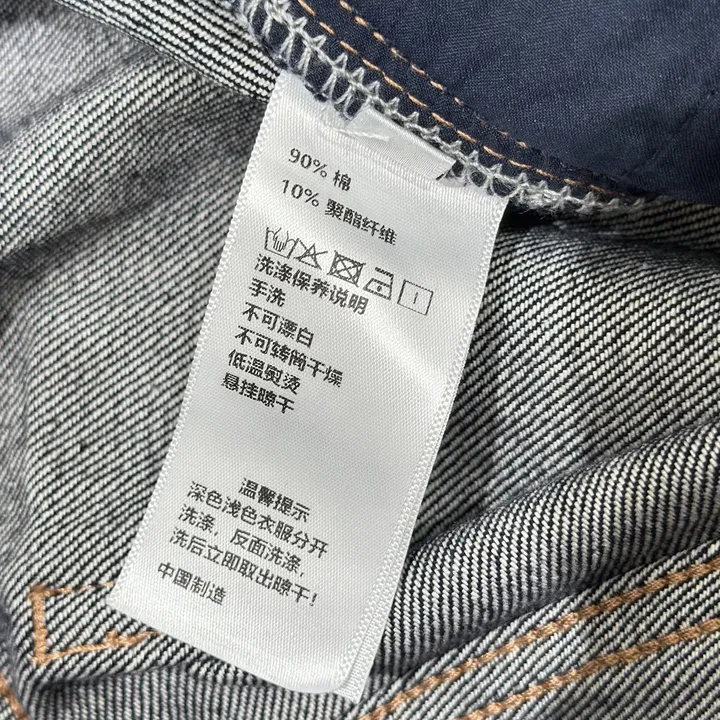 90% 棉
10% 聚酯纤维
洗涤保养说明
手洗
不可漂白
不可转筒干燥
低温熨烫
悬挂晾干
温馨提示
深色浅色衣服分开
洗涤，反面洗涤，
洗后立即取出晾干！
中国制造